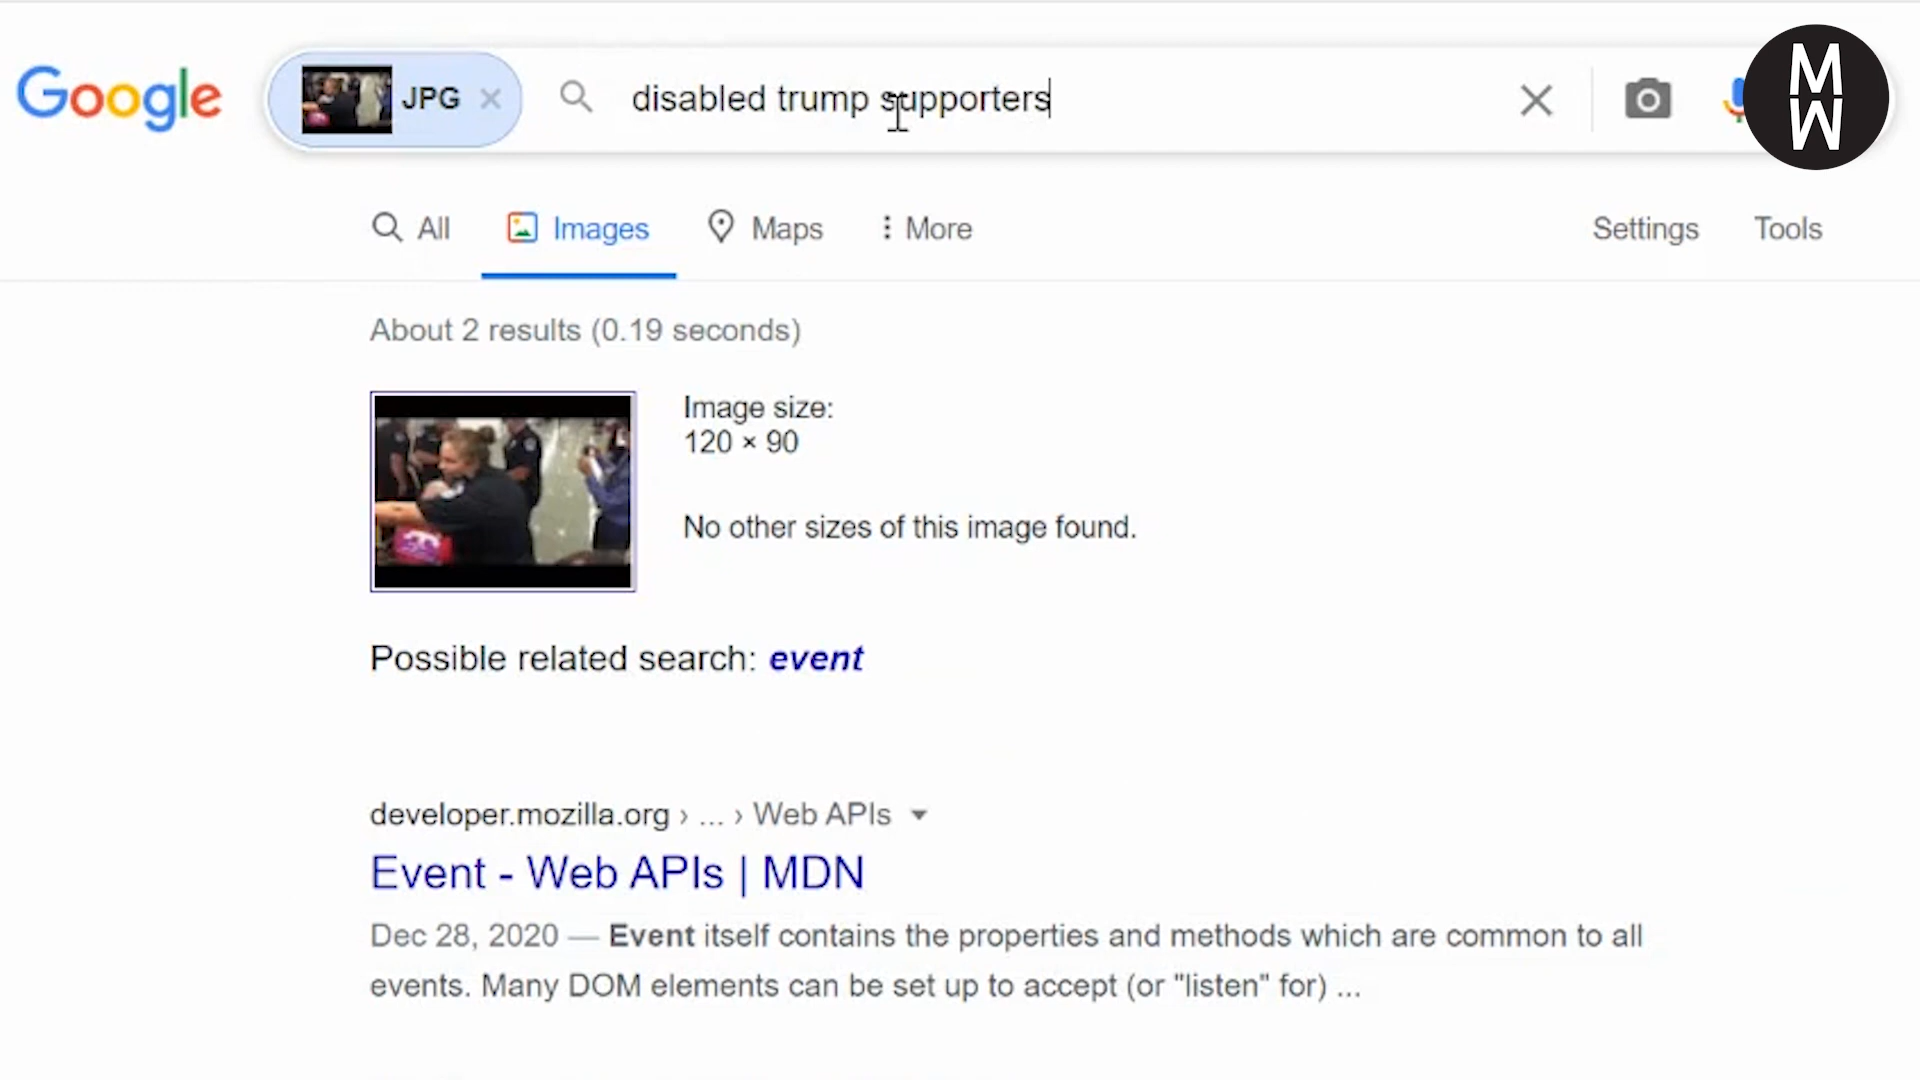 Google
JPG
disabled trump supporters
MW
All
Images
Maps
More
Settings
Tools
About 2 results (0.19 seconds)
Image size:
120 × 90
No other sizes of this image found.
Possible related search: event
developer.mozilla.org › ... › Web APIs
Event - Web APIs | MDN
Dec 28, 2020 — Event itself contains the properties and methods which are common to all
events. Many DOM elements can be set up to accept (or "listen" for) ...